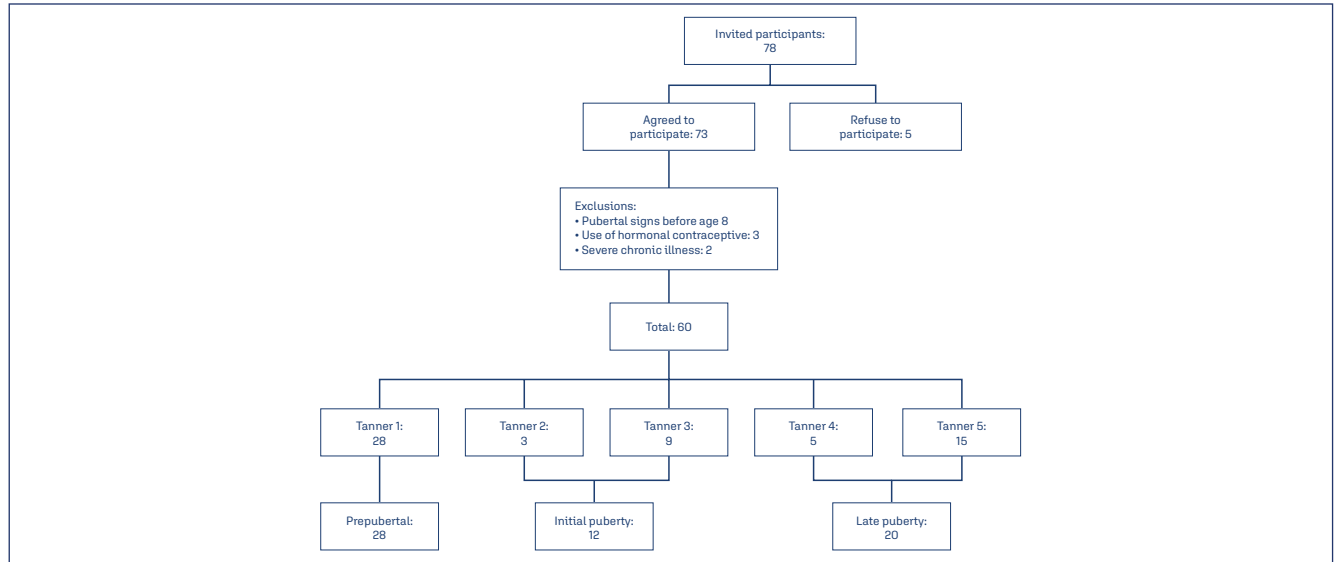 Invited participants:
78
Agreed to
participate: 73
Refuse to
participate: 5
Exclusions:
• Pubertal signs before age 8
• Use of hormonal contraceptive: 3
• Severe chronic illness: 2
Total: 60
Tanner 1:
28
Tanner 2:
3
Tanner 3:
9
Tanner 4:
5
Tanner 5:
15
Prepubertal:
28
Initial puberty:
12
Late puberty:
20